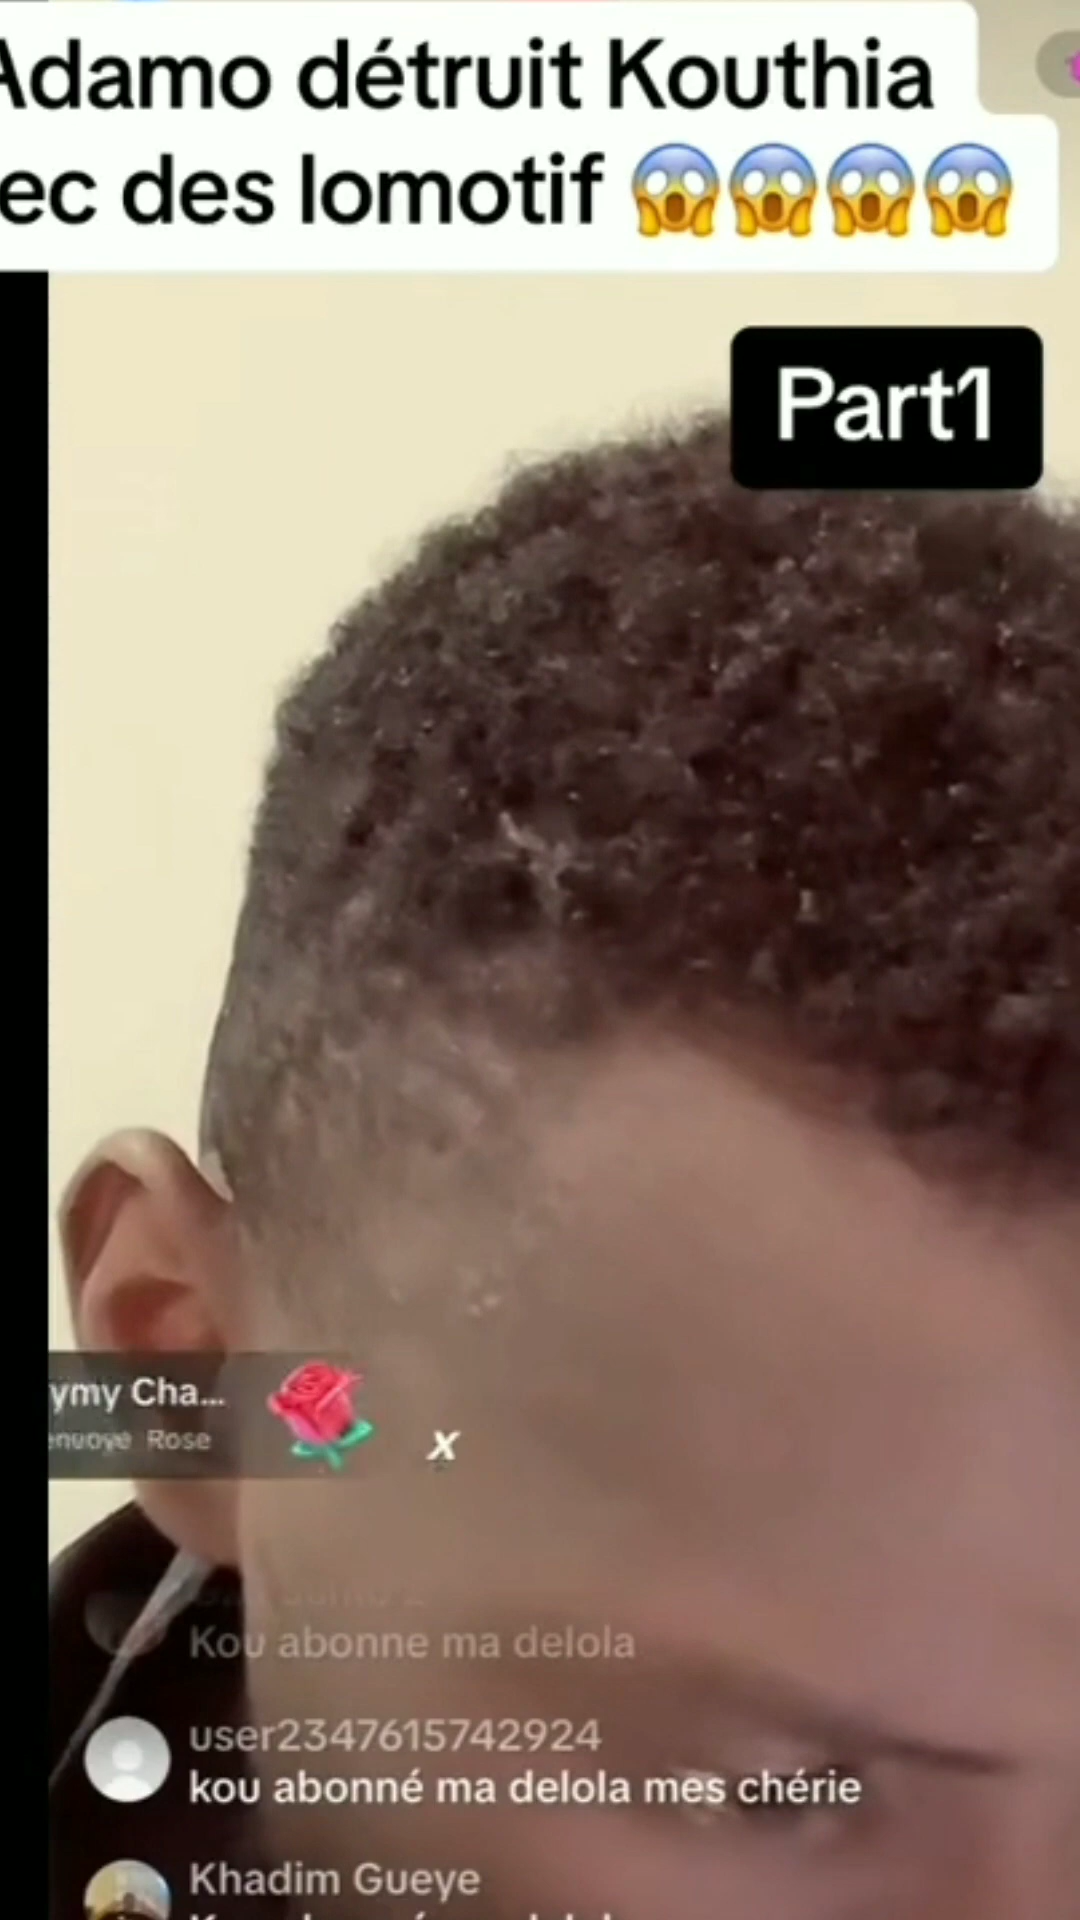 Adamo détruit Kouthia
ec des lomotif 😱😱😱😱
Part1
ymy Cha...
envoye Rose
x
Kou abonne ma delola
user2347615742924
kou abonné ma delola mes chérie
Khadim Gueye